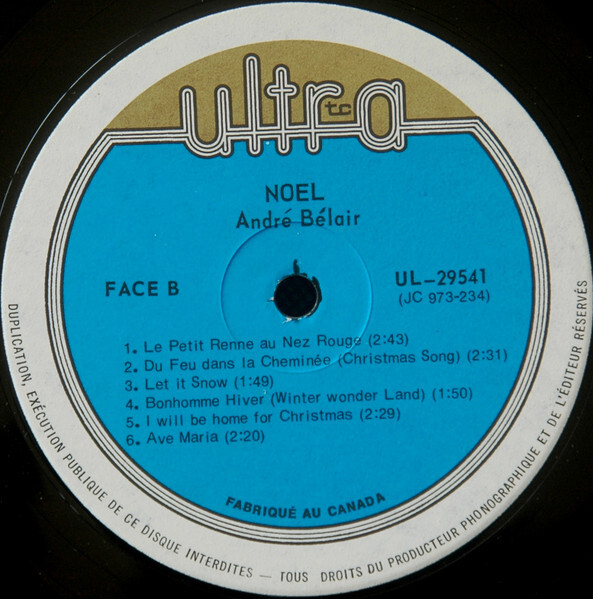 ultra
tc
NOEL
André Bélair
FACE B
UL-29541
(JC 973-234)
1. Le Petit Renne au Nez Rouge (2:43)
2. Du Feu dans la Cheminée (Christmas Song) (2:31)
3. Let it Snow (1:49)
4. Bonhomme Hiver (Winter wonder Land) (1:50)
5. I will be home for Christmas (2:29)
6. Ave Maria (2:20)
FABRIQUÉ AU CANADA
DUPLICATION, EXÉCUTION PUBLIQUE DE CE DISQUE INTERDITES — TOUS DROITS DU PRODUCTEUR PHONOGRAPHIQUE ET DE L'ÉDITEUR RÉSERVÉS